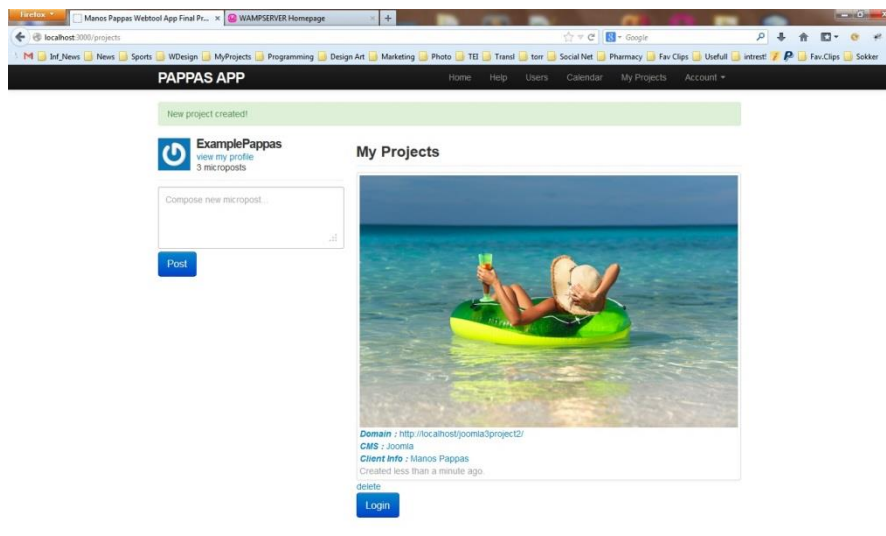 Firefox
Manos Pappas Webtool App Final Pr... × WAMPSERVER Homepage × +
localhost:3000/projects Google
Inf_News News Sports WDesign MyProjects Programming Design Art Marketing Photo TEI Transl torr Social Net Pharmacy Fav Clips Usefull intrest! Fav.Clips Sokker
PAPPAS APP Home Help Users Calendar My Projects Account
New project created!
ExamplePappas
view my profile
3 microposts
Compose new micropost...
Post
My Projects
Domain : http://localhost/joomla3project2/
CMS : Joomla
Client Info : Manos Pappas
Created less than a minute ago.
delete
Login